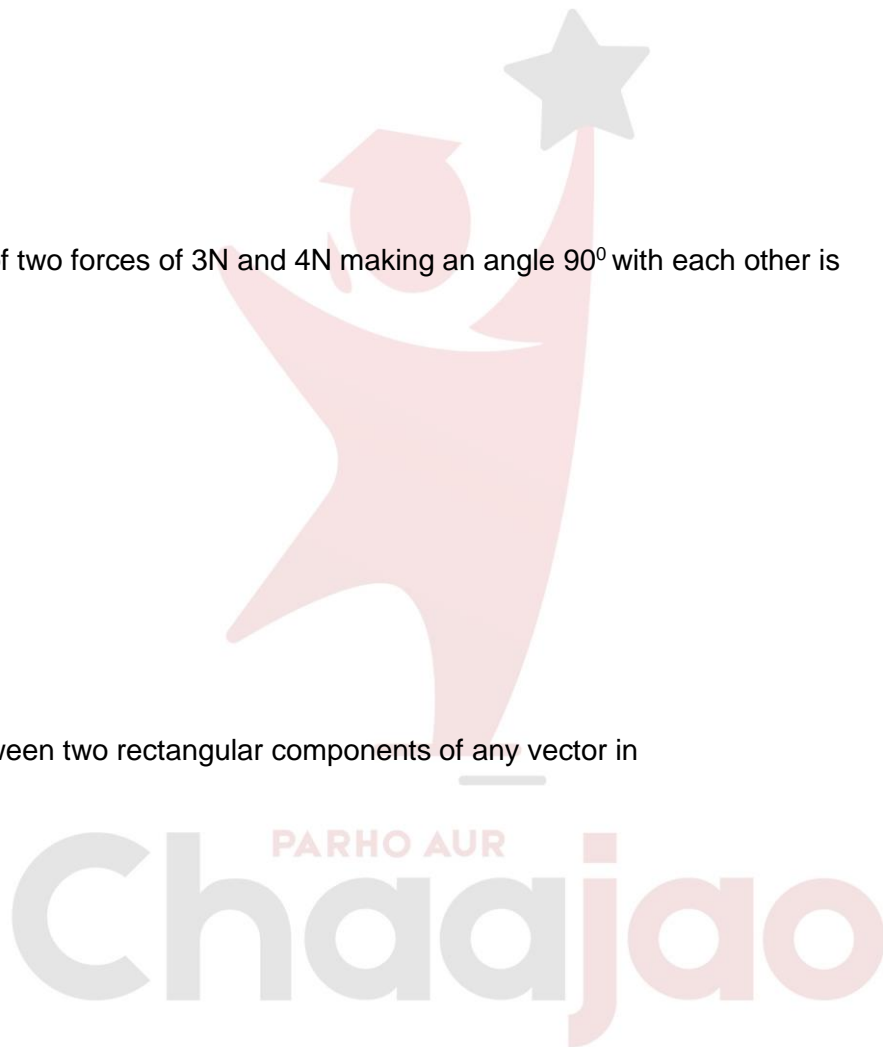 f two forces of 3N and 4N making an angle 90⁰ with each other is
ween two rectangular components of any vector in
PARHO AUR
Chaajao